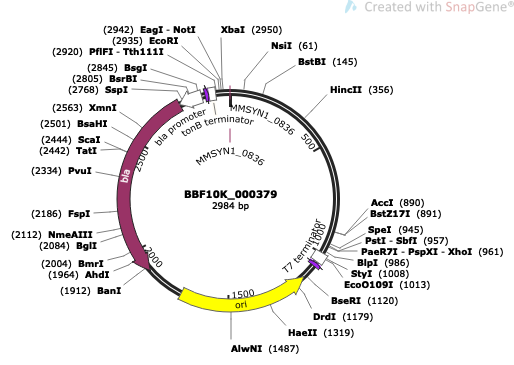 Created with SnapGene®
(2942) EagI - NotI
XbaI (2950)
(2935) EcoRI
(2920) PflFI - Tth111I
NsiI (61)
(2845) BsgI
BstBI (145)
(2805) BsrBI
(2768) SspI
HincII (356)
(2563) XmnI
(2501) BsaHI
(2444) ScaI
(2442) TatI
(2334) PvuI
(2186) FspI
(2112) NmeAIII
(2084) BglI
(2004) BmrI
(1964) AhdI
(1912) BanI
bla promoter
tonB terminator
MMSYN1_0836
MMSYN1_0836
500
2500
bla
BBF10K_000379
2984 bp
AccI (890)
BstZ17I (891)
SpeI (945)
PstI - SbfI (957)
PaeR7I - PspXI - XhoI (961)
BlpI (986)
StyI (1008)
EcoO109I (1013)
BseRI (1120)
DrdI (1179)
HaeII (1319)
AlwNI (1487)
T7 terminator
1000
2000
1500
ori